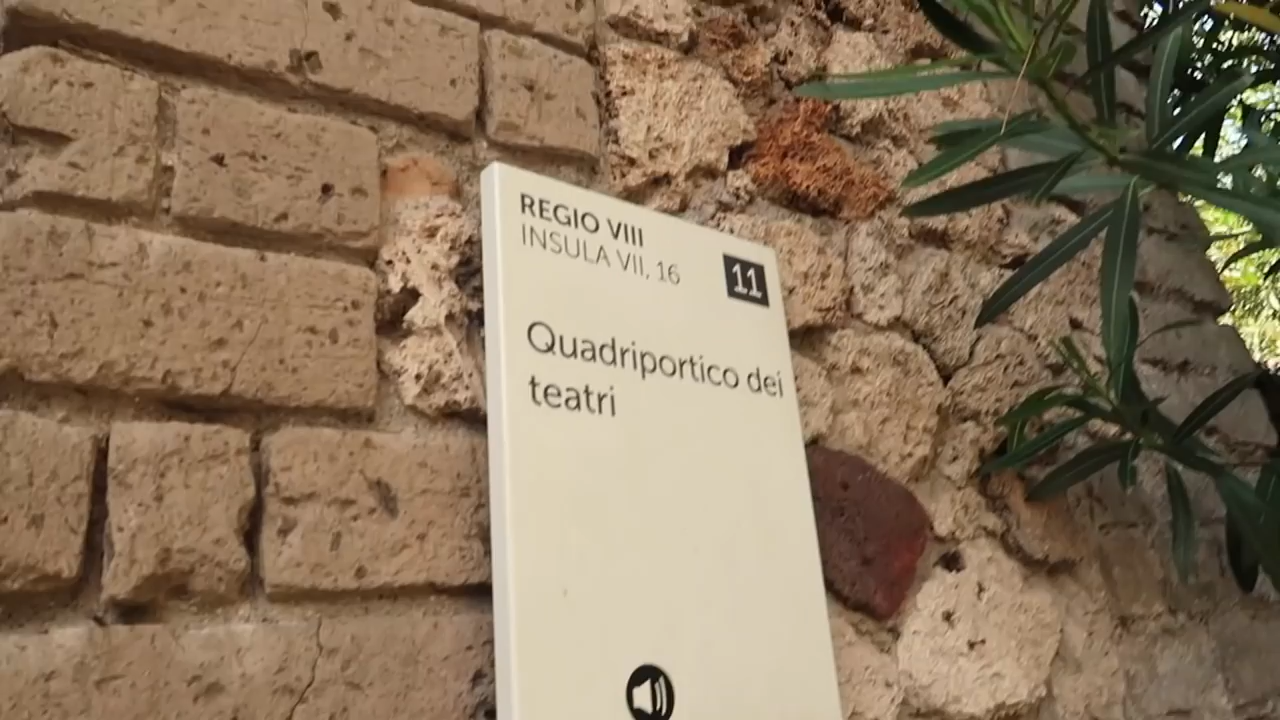 REGIO VIII
INSULA VII, 16
11
Quadriportico dei
teatri